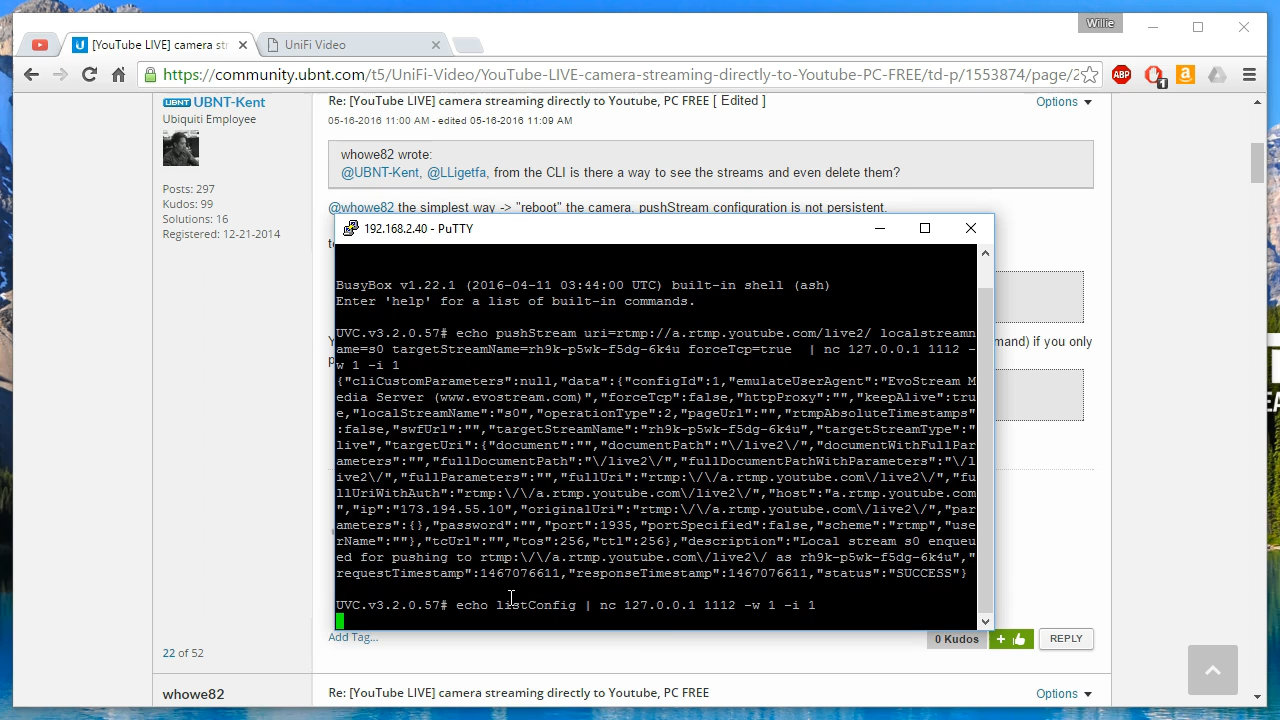 Willie
[YouTube LIVE] camera str
UniFi Video
https://community.ubnt.com/t5/UniFi-Video/YouTube-LIVE-camera-streaming-directly-to-Youtube-PC-FREE/td-p/1553874/page/2
ABP
1
UBNT UBNT-Kent
Ubiquiti Employee
Posts: 297
Kudos: 99
Solutions: 16
Registered: 12-21-2014
Re: [YouTube LIVE] camera streaming directly to Youtube, PC FREE [ Edited ]
Options
05-16-2016 11:00 AM - edited 05-16-2016 11:09 AM
whowe82 wrote:
@UBNT-Kent, @LLigetfa, from the CLI is there a way to see the streams and even delete them?
@whowe82 the simplest way -> "reboot" the camera, pushStream configuration is not persistent.
mmand) if you only
192.168.2.40 - PuTTY
BusyBox v1.22.1 (2016-04-11 03:44:00 UTC) built-in shell (ash)
Enter 'help' for a list of built-in commands.
UVC.v3.2.0.57# echo pushStream uri=rtmp://a.rtmp.youtube.com/live2/ localstreamn
ame=s0 targetStreamName=rh9k-p5wk-f5dg-6k4u forceTcp=true  | nc 127.0.0.1 1112 -
w 1 -i 1
{"cliCustomParameters":null,"data":{"configId":1,"emulateUserAgent":"EvoStream M
edia Server (www.evostream.com)","forceTcp":false,"httpProxy":"","keepAlive":tru
e,"localStreamName":"s0","operationType":2,"pageUrl":"","rtmpAbsoluteTimestamps"
:false,"swfUrl":"","targetStreamName":"rh9k-p5wk-f5dg-6k4u","targetStreamType":"
live","targetUri":{"document":"","documentPath":"\/live2\/","documentWithFullPar
ameters":"","fullDocumentPath":"\/live2\/","fullDocumentPathWithParameters":"\/l
ive2\/","fullParameters":"","fullUri":"rtmp:\/\/a.rtmp.youtube.com\/live2\/","fu
llUriWithAuth":"rtmp:\/\/a.rtmp.youtube.com\/live2\/","host":"a.rtmp.youtube.com
","ip":"173.194.55.10","originalUri":"rtmp:\/\/a.rtmp.youtube.com\/live2\/","par
ameters":{},"password":"","port":1935,"portSpecified":false,"scheme":"rtmp","use
rName":""},"tcUrl":"","tos":256,"ttl":256},"description":"Local stream s0 enqueu
ed for pushing to rtmp:\/\/a.rtmp.youtube.com\/live2\/ as rh9k-p5wk-f5dg-6k4u","
requestTimestamp":1467076611,"responseTimestamp":1467076611,"status":"SUCCESS"}
UVC.v3.2.0.57# echo listConfig | nc 127.0.0.1 1112 -w 1 -i 1
Add Tag...
0 Kudos
REPLY
22 of 52
whowe82
Re: [YouTube LIVE] camera streaming directly to Youtube, PC FREE
Options